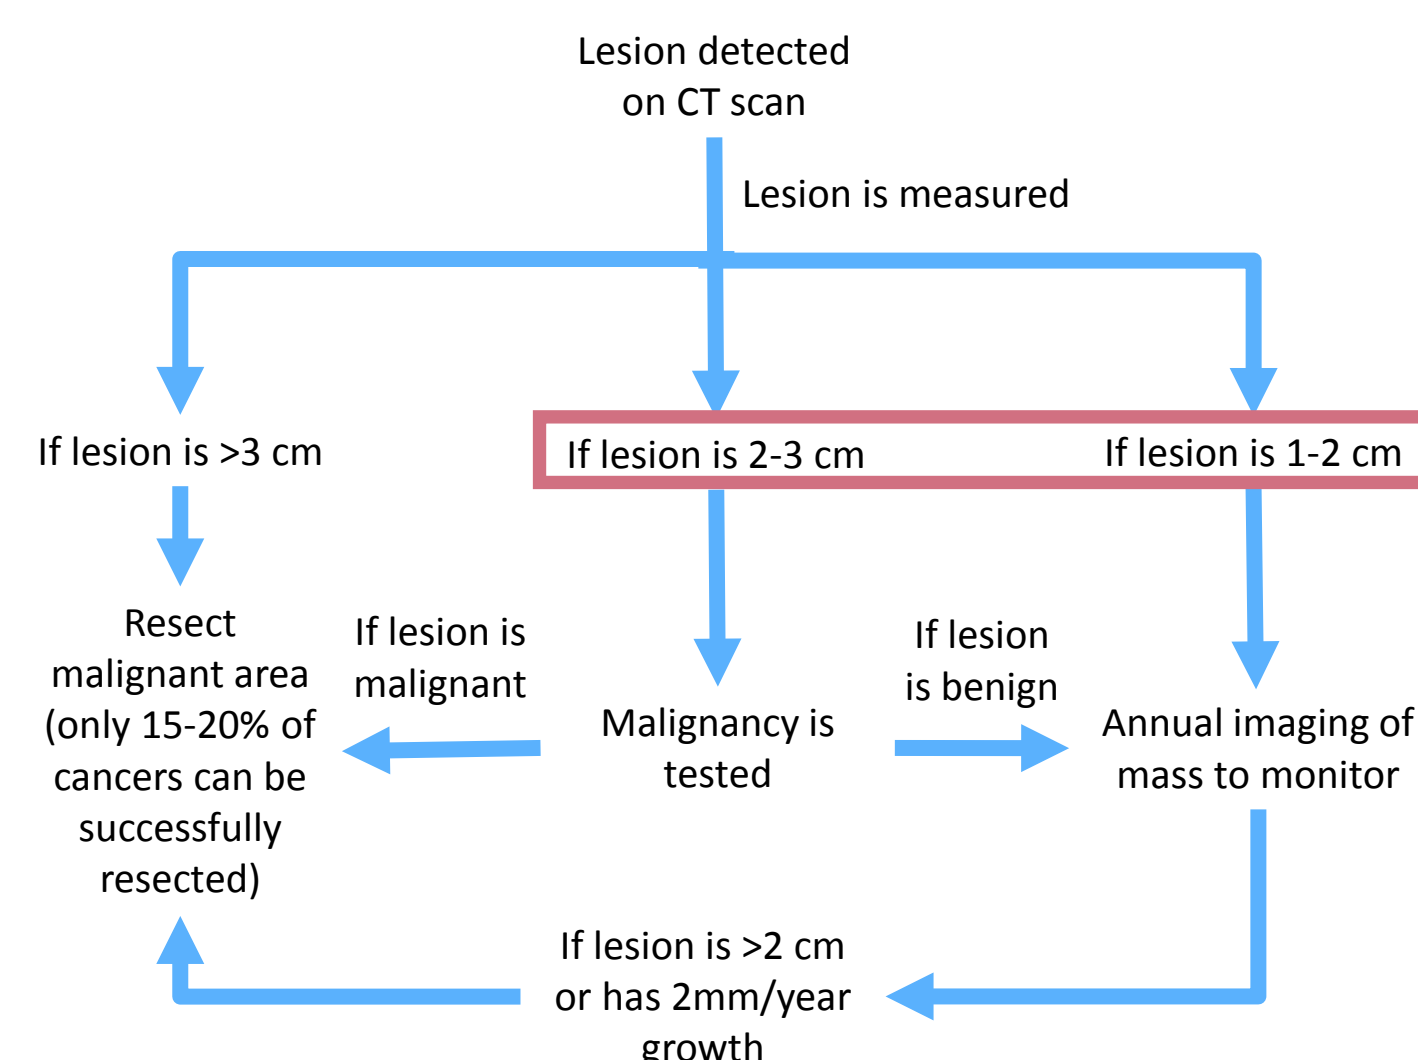 Lesion detected
on CT scan
Lesion is measured
If lesion is >3 cm
If lesion is 2-3 cm
If lesion is 1-2 cm
Resect
malignant area
(only 15-20% of
cancers can be
successfully
resected)
If lesion is
malignant
Malignancy is
tested
If lesion
is benign
Annual imaging of
mass to monitor
If lesion is >2 cm
or has 2mm/year
growth